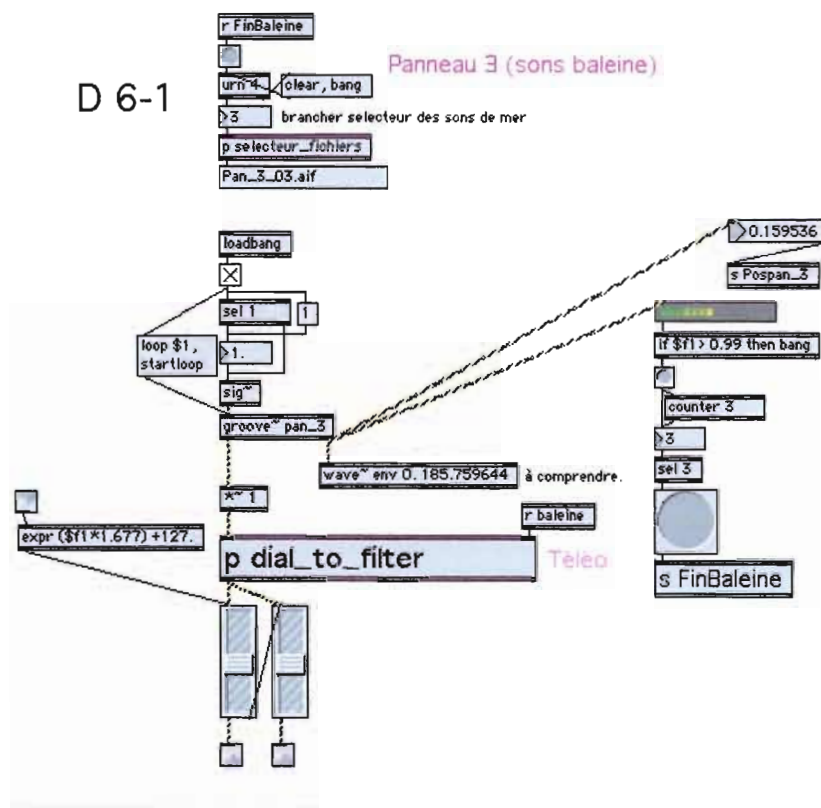 r FinBaleine
Panneau 3 (sons baleine)
D 6-1
urn 4
clear, bang
3
brancher selecteur des sons de mer
p selecteur_fichiers
Pan_3_03.aif
0.159536
s Pospan_3
loadbang
sel 1
1
loop $1,
startloop
1.
if $f1 > 0.99 then bang
sig~
counter 3
groove~ pan_3
3
sel 3
wave~ env 0. 185.759644
à comprendre.
*~ 1
r baleine
expr ($f1*1.677) +127.
p dial_to_filter
Téléo
s FinBaleine